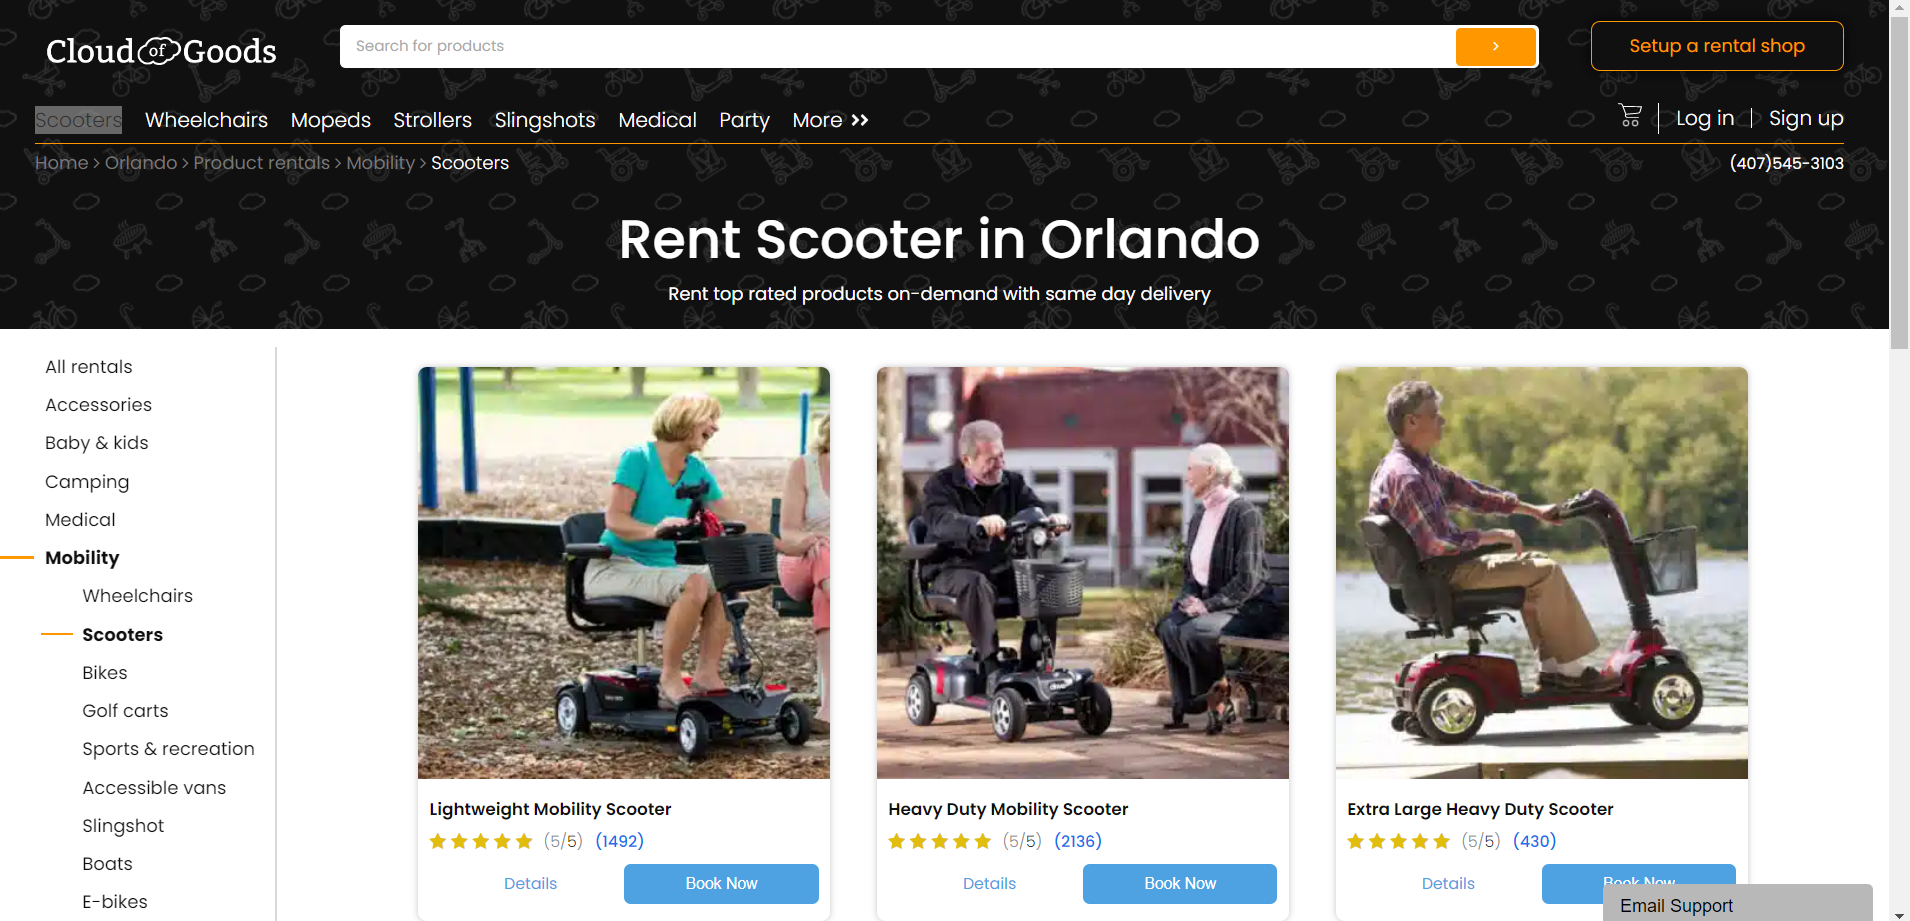 Cloud of Goods
Search for products
Setup a rental shop
Scooters Wheelchairs Mopeds Strollers Slingshots Medical Party More
Log in
Sign up
Home > Orlando > Product rentals > Mobility > Scooters
(407)545-3103
Rent Scooter in Orlando
Rent top rated products on-demand with same day delivery
All rentals
Accessories
Baby & kids
Camping
Medical
Mobility
Wheelchairs
Scooters
Bikes
Golf carts
Sports & recreation
Accessible vans
Slingshot
Boats
E-bikes
Lightweight Mobility Scooter
(5/5) (1492)
Details
Book Now
Heavy Duty Mobility Scooter
(5/5) (2136)
Details
Book Now
Extra Large Heavy Duty Scooter
(5/5) (430)
Details
Book Now
Email Support